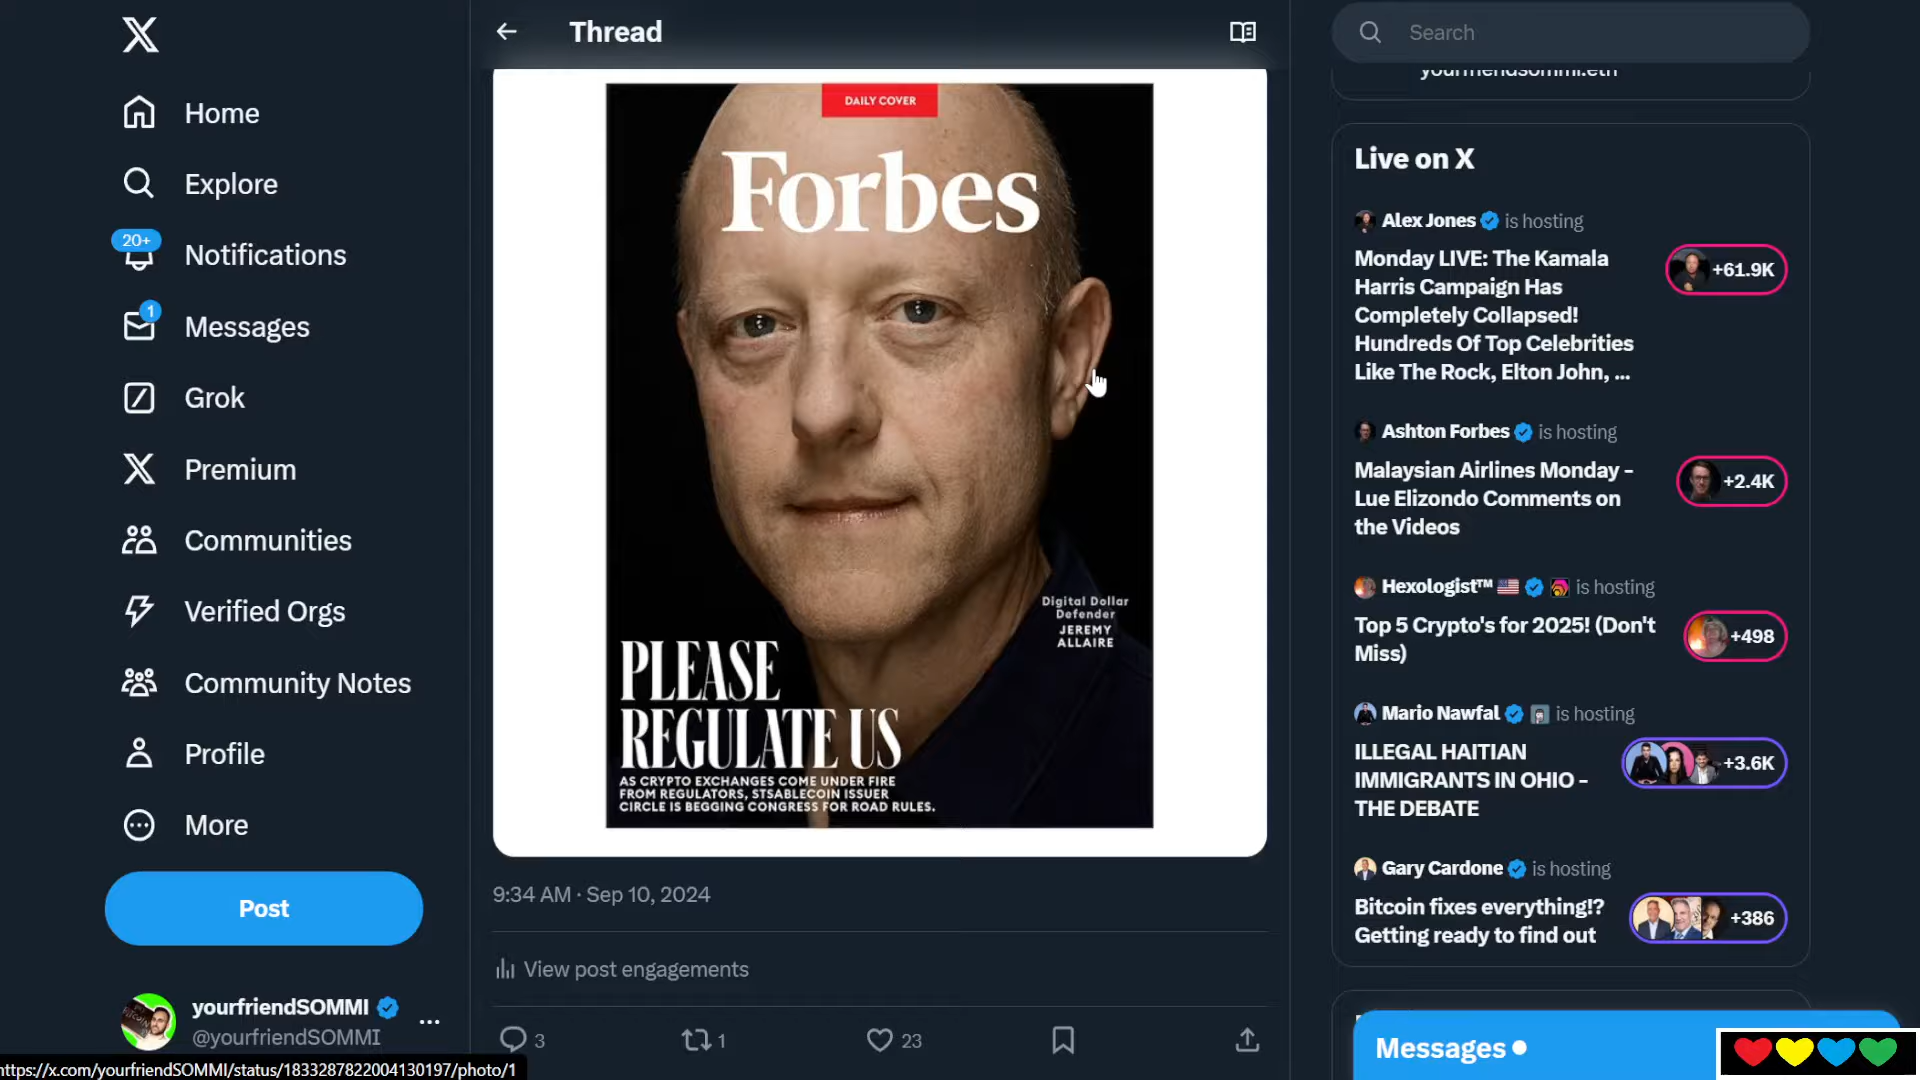 Home
Explore
20+
Notifications
1
Messages
Grok
Premium
Communities
Verified Orgs
Community Notes
Profile
More
Post
yourfriendSOMMI
@yourfriendSOMMI
https://x.com/yourfriendSOMMI/status/1833287822004130197/photo/1
Thread
DAILY COVER
Forbes
Digital Dollar
Defender
JEREMY
ALLAIRE
PLEASE
REGULATE US
AS CRYPTO EXCHANGES COME UNDER FIRE
FROM REGULATORS, STSABLECOIN ISSUER
CIRCLE IS BEGGING CONGRESS FOR ROAD RULES.
9:34 AM · Sep 10, 2024
View post engagements
3
1
23
Search
yourfriendsommi.eth
Live on X
Alex Jones is hosting
Monday LIVE: The Kamala
Harris Campaign Has
Completely Collapsed!
Hundreds Of Top Celebrities
Like The Rock, Elton John, ...
+61.9K
Ashton Forbes is hosting
Malaysian Airlines Monday -
Lue Elizondo Comments on
the Videos
+2.4K
Hexologist™ is hosting
Top 5 Crypto's for 2025! (Don't
Miss)
+498
Mario Nawfal is hosting
ILLEGAL HAITIAN
IMMIGRANTS IN OHIO -
THE DEBATE
+3.6K
Gary Cardone is hosting
Bitcoin fixes everything!?
Getting ready to find out
+386
Messages